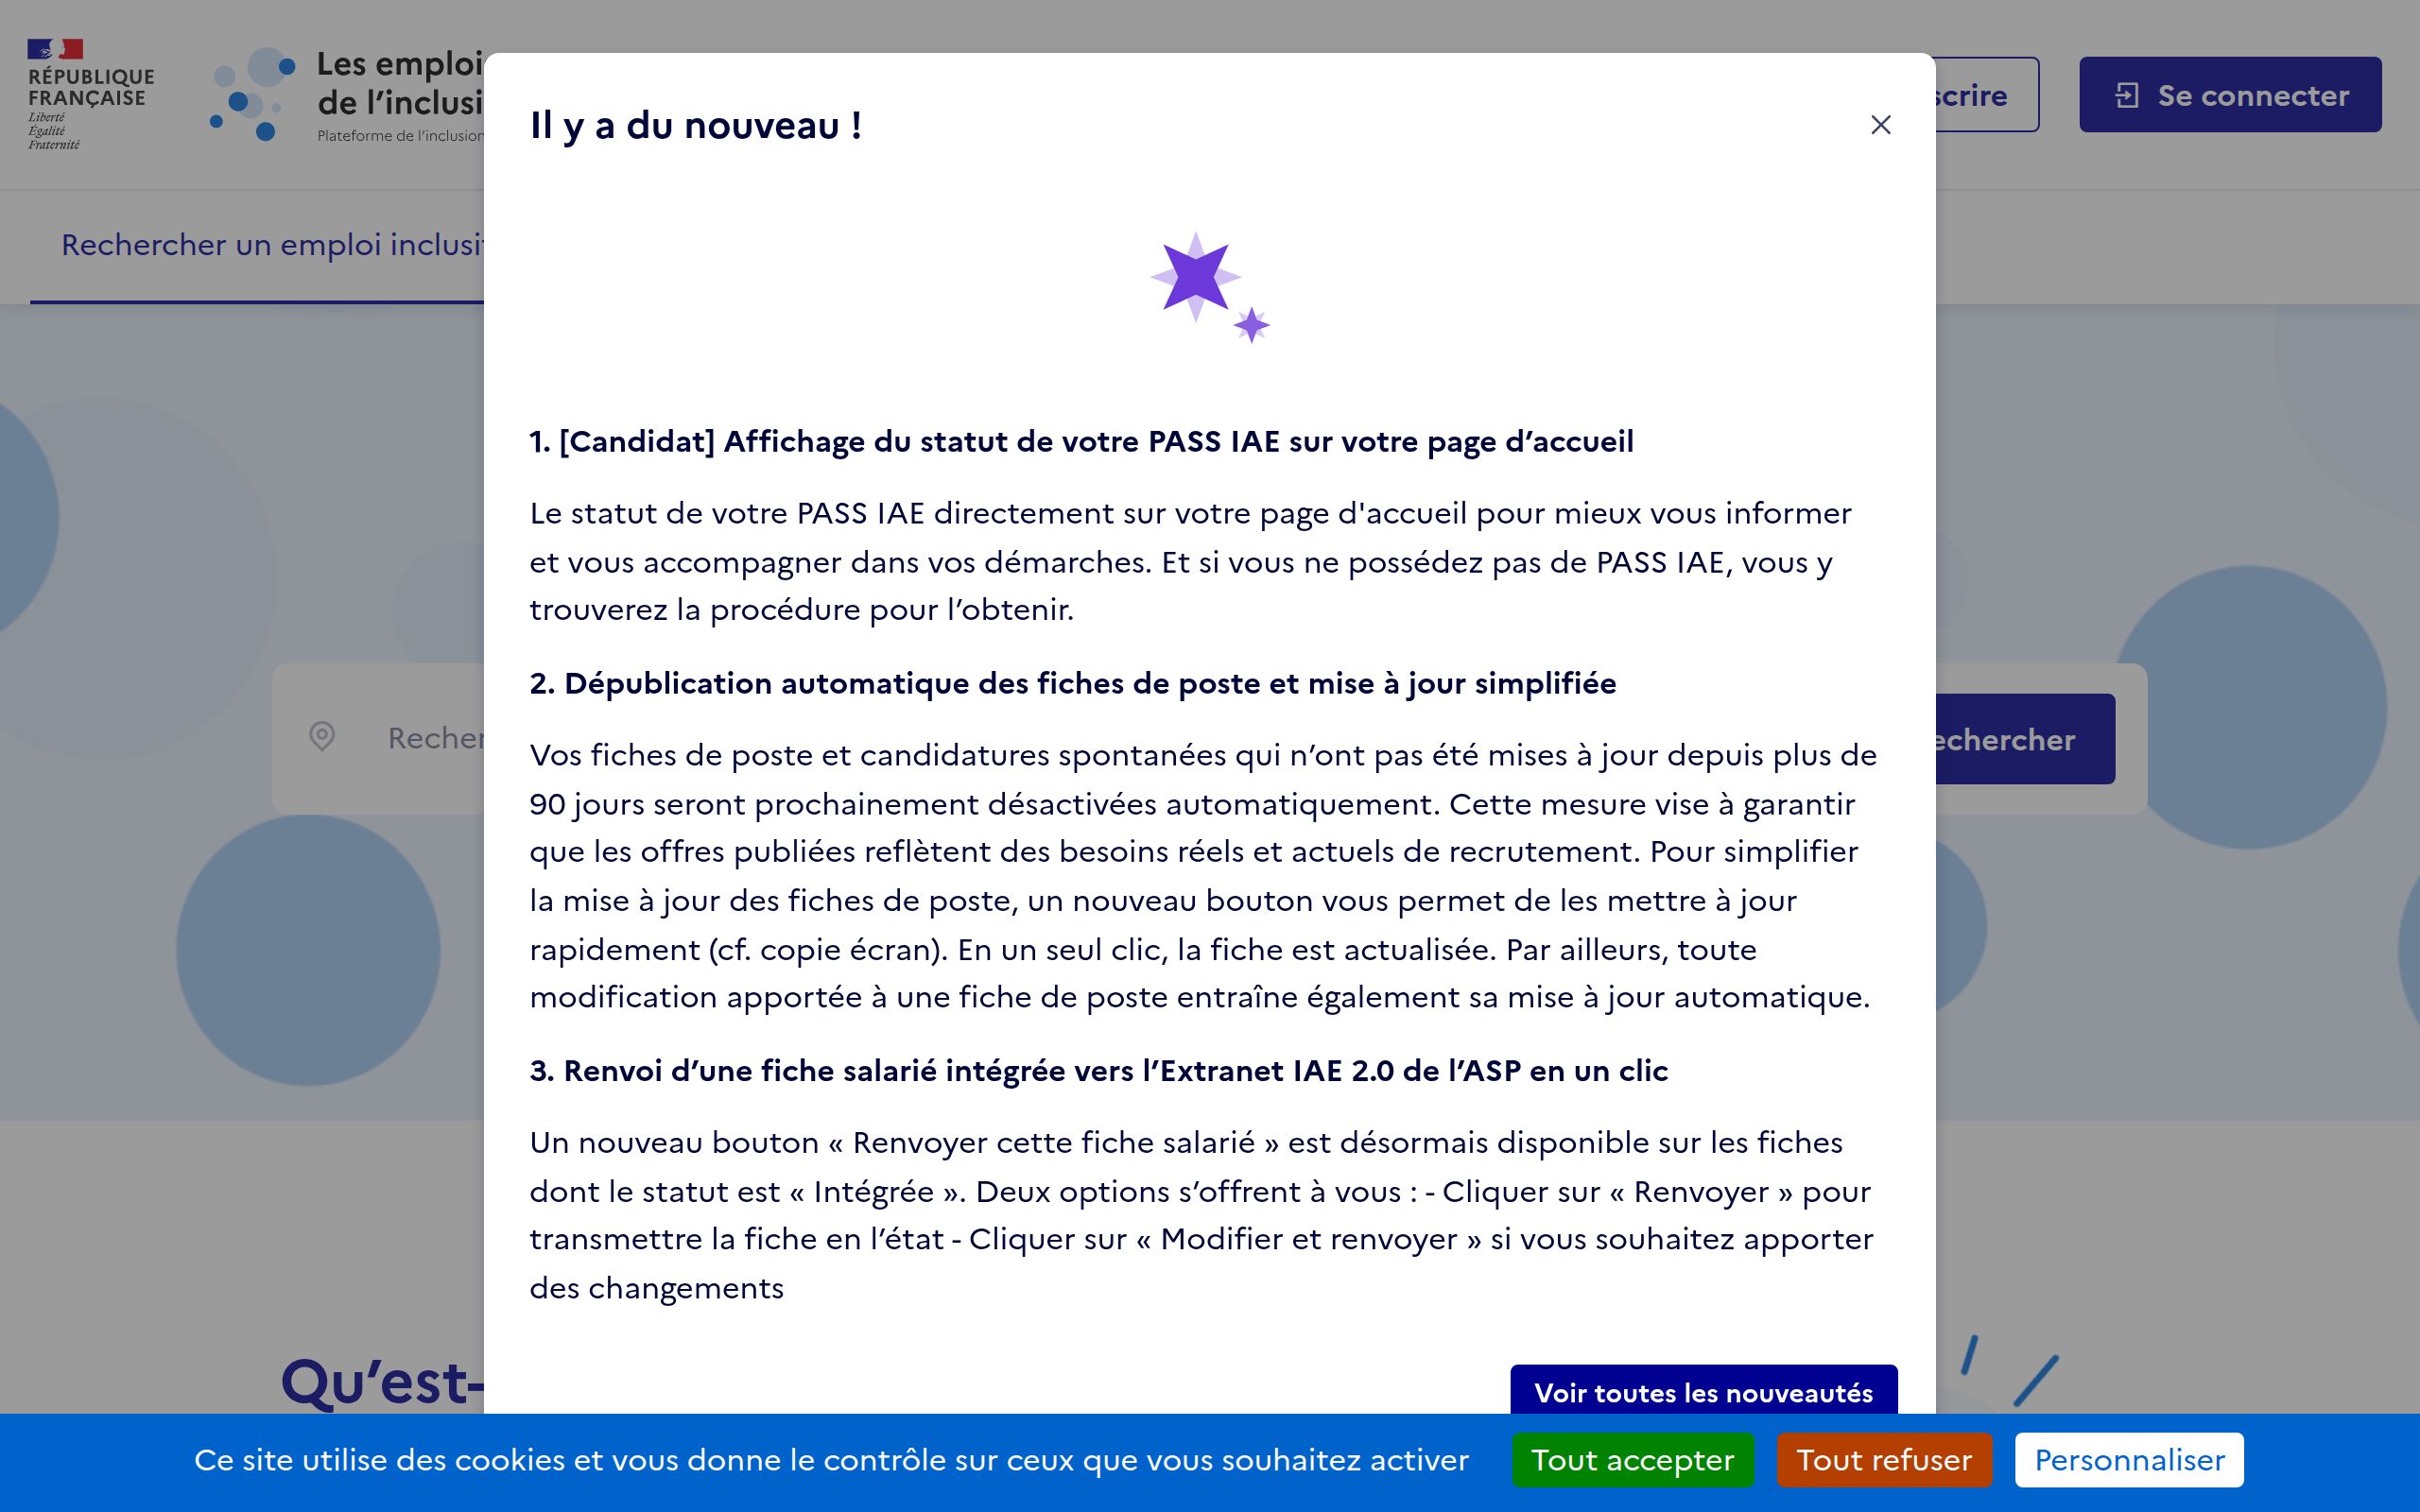 RÉPUBLIQUE
FRANÇAISE
Liberté
Égalité
Fraternité
Les emploi
de l’inclusi
Plateforme de l’inclusion
scrire
Se connecter
Rechercher un emploi inclusif
Il y a du nouveau !
1. [Candidat] Affichage du statut de votre PASS IAE sur votre page d’accueil
Le statut de votre PASS IAE directement sur votre page d'accueil pour mieux vous informer
et vous accompagner dans vos démarches. Et si vous ne possédez pas de PASS IAE, vous y
trouverez la procédure pour l’obtenir.
2. Dépublication automatique des fiches de poste et mise à jour simplifiée
Recher
echercher
Vos fiches de poste et candidatures spontanées qui n’ont pas été mises à jour depuis plus de
90 jours seront prochainement désactivées automatiquement. Cette mesure vise à garantir
que les offres publiées reflètent des besoins réels et actuels de recrutement. Pour simplifier
la mise à jour des fiches de poste, un nouveau bouton vous permet de les mettre à jour
rapidement (cf. copie écran). En un seul clic, la fiche est actualisée. Par ailleurs, toute
modification apportée à une fiche de poste entraîne également sa mise à jour automatique.
3. Renvoi d’une fiche salarié intégrée vers l’Extranet IAE 2.0 de l’ASP en un clic
Un nouveau bouton « Renvoyer cette fiche salarié » est désormais disponible sur les fiches
dont le statut est « Intégrée ». Deux options s’offrent à vous : - Cliquer sur « Renvoyer » pour
transmettre la fiche en l’état - Cliquer sur « Modifier et renvoyer » si vous souhaitez apporter
des changements
Qu’est-
Voir toutes les nouveautés
Ce site utilise des cookies et vous donne le contrôle sur ceux que vous souhaitez activer
Tout accepter
Tout refuser
Personnaliser